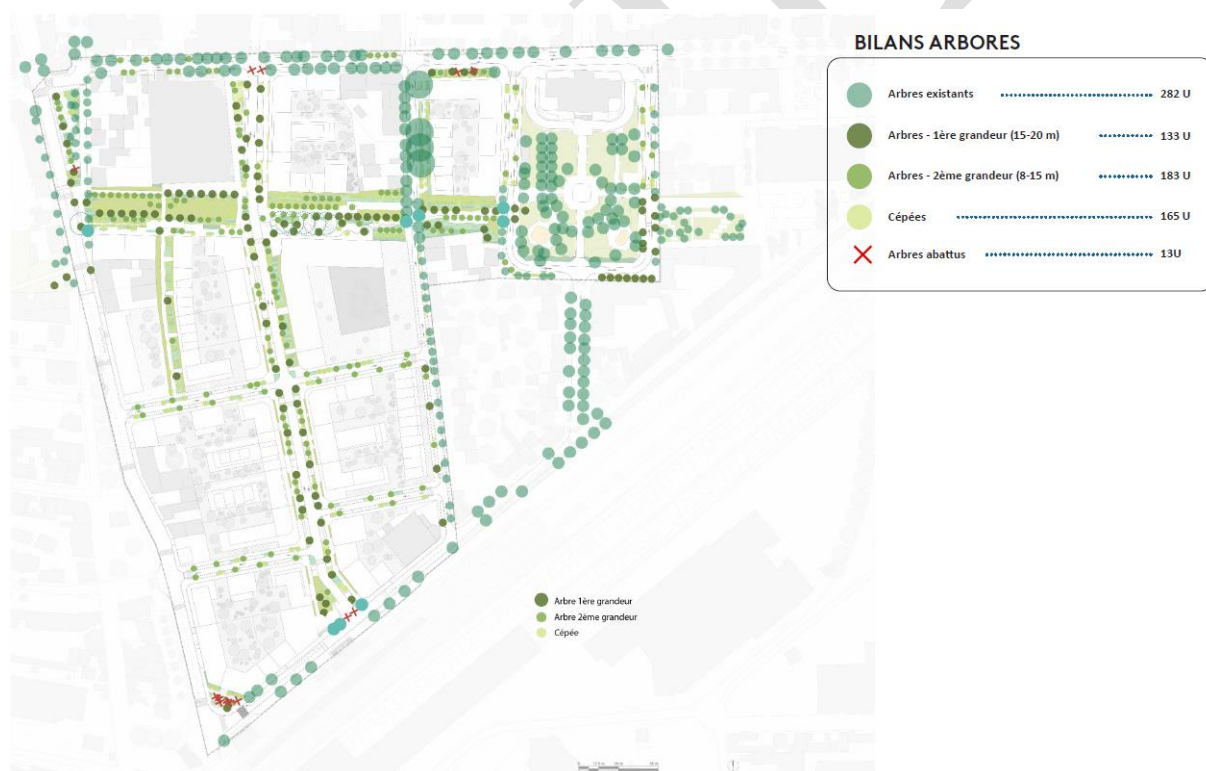 BILANS ARBORES
Arbres existants 282 U
Arbres - 1ère grandeur (15-20 m) 133 U
Arbres - 2ème grandeur (8-15 m) 183 U
Cépées 165 U
Arbres abattus 13U
Arbre 1ère grandeur
Arbre 2ème grandeur
Cépée